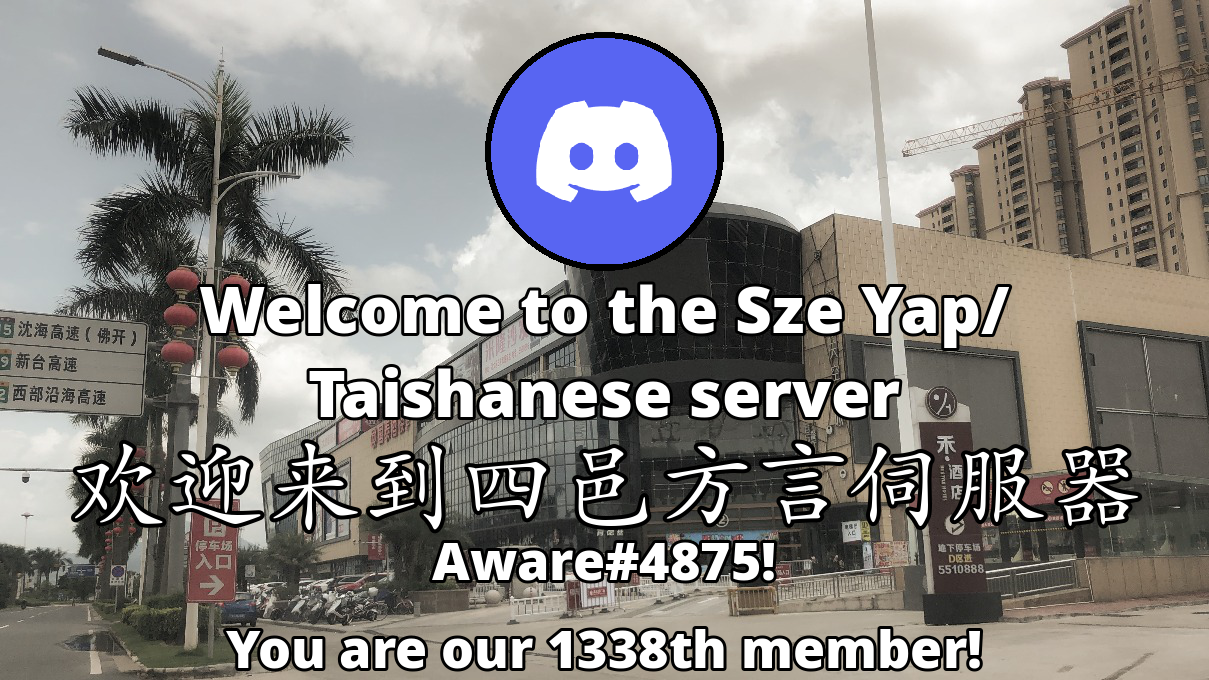 Welcome to the Sze Yap/
Taishanese server
欢迎来到四邑方言伺服器
Aware#4875!
You are our 1338th member!
沈海高速（佛开）
新台高速
西部沿海高速
停车场
入口
禾·酒店
地下停车场
D区进
5510888